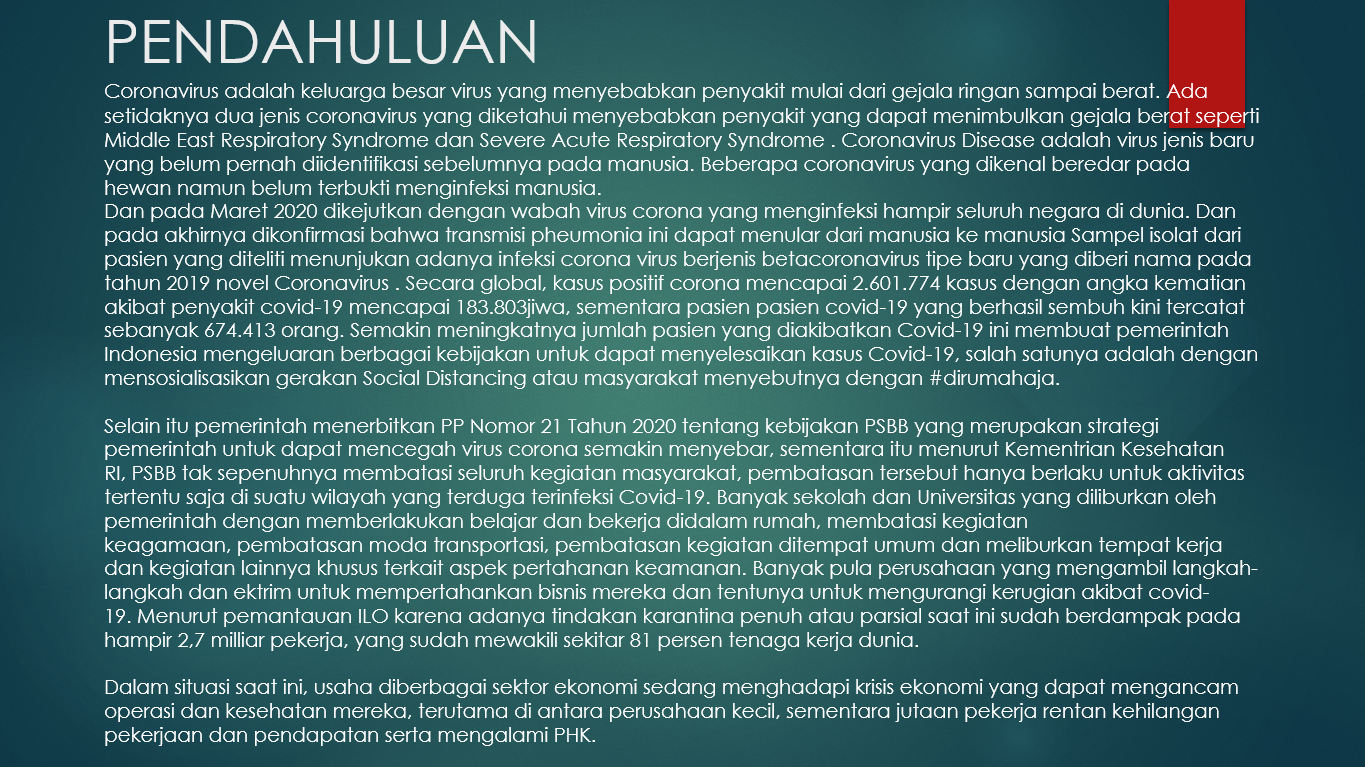 PENDAHULUAN
Coronavirus adalah keluarga besar virus yang menyebabkan penyakit mulai dari gejala ringan sampai berat. Ada
setidaknya dua jenis coronavirus yang diketahui menyebabkan penyakit yang dapat menimbulkan gejala berat seperti
Middle East Respiratory Syndrome dan Severe Acute Respiratory Syndrome . Coronavirus Disease adalah virus jenis baru
yang belum pernah diidentifikasi sebelumnya pada manusia. Beberapa coronavirus yang dikenal beredar pada
hewan namun belum terbukti menginfeksi manusia.
Dan pada Maret 2020 dikejutkan dengan wabah virus corona yang menginfeksi hampir seluruh negara di dunia. Dan
pada akhirnya dikonfirmasi bahwa transmisi pheumonia ini dapat menular dari manusia ke manusia Sampel isolat dari
pasien yang diteliti menunjukan adanya infeksi corona virus berjenis betacoronavirus tipe baru yang diberi nama pada
tahun 2019 novel Coronavirus . Secara global, kasus positif corona mencapai 2.601.774 kasus dengan angka kematian
akibat penyakit covid-19 mencapai 183.803jiwa, sementara pasien pasien covid-19 yang berhasil sembuh kini tercatat
sebanyak 674.413 orang. Semakin meningkatnya jumlah pasien yang diakibatkan Covid-19 ini membuat pemerintah
Indonesia mengeluaran berbagai kebijakan untuk dapat menyelesaikan kasus Covid-19, salah satunya adalah dengan
mensosialisasikan gerakan Social Distancing atau masyarakat menyebutnya dengan #dirumahaja.
Selain itu pemerintah menerbitkan PP Nomor 21 Tahun 2020 tentang kebijakan PSBB yang merupakan strategi
pemerintah untuk dapat mencegah virus corona semakin menyebar, sementara itu menurut Kementrian Kesehatan
RI, PSBB tak sepenuhnya membatasi seluruh kegiatan masyarakat, pembatasan tersebut hanya berlaku untuk aktivitas
tertentu saja di suatu wilayah yang terduga terinfeksi Covid-19. Banyak sekolah dan Universitas yang diliburkan oleh
pemerintah dengan memberlakukan belajar dan bekerja didalam rumah, membatasi kegiatan
keagamaan, pembatasan moda transportasi, pembatasan kegiatan ditempat umum dan meliburkan tempat kerja
dan kegiatan lainnya khusus terkait aspek pertahanan keamanan. Banyak pula perusahaan yang mengambil langkah-
langkah dan ektrim untuk mempertahankan bisnis mereka dan tentunya untuk mengurangi kerugian akibat covid-
19. Menurut pemantauan ILO karena adanya tindakan karantina penuh atau parsial saat ini sudah berdampak pada
hampir 2,7 milliar pekerja, yang sudah mewakili sekitar 81 persen tenaga kerja dunia.
Dalam situasi saat ini, usaha diberbagai sektor ekonomi sedang menghadapi krisis ekonomi yang dapat mengancam
operasi dan kesehatan mereka, terutama di antara perusahaan kecil, sementara jutaan pekerja rentan kehilangan
pekerjaan dan pendapatan serta mengalami PHK.